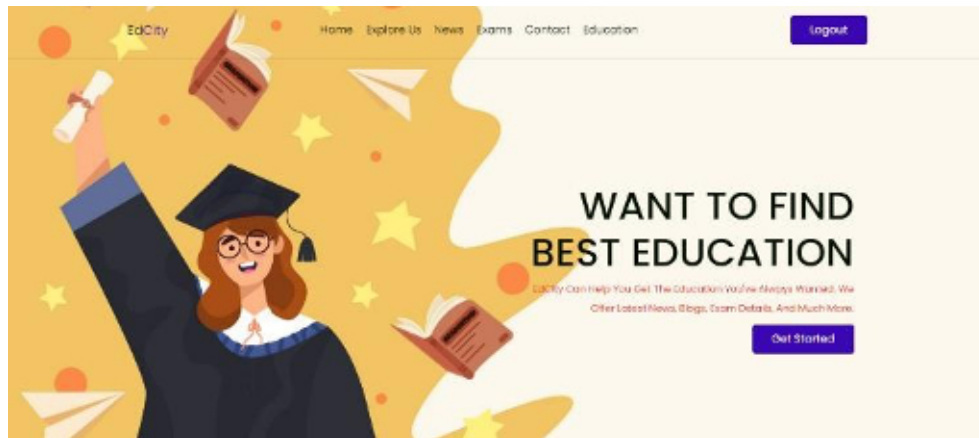 EdCity
Home Explore Us News Exams Contact Education
Logout
WANT TO FIND
BEST EDUCATION
EdCity Can Help You Get The Education You've Always Wanted. We
Offer Latest News, Blogs, Exam Details, And Much More.
Get Started